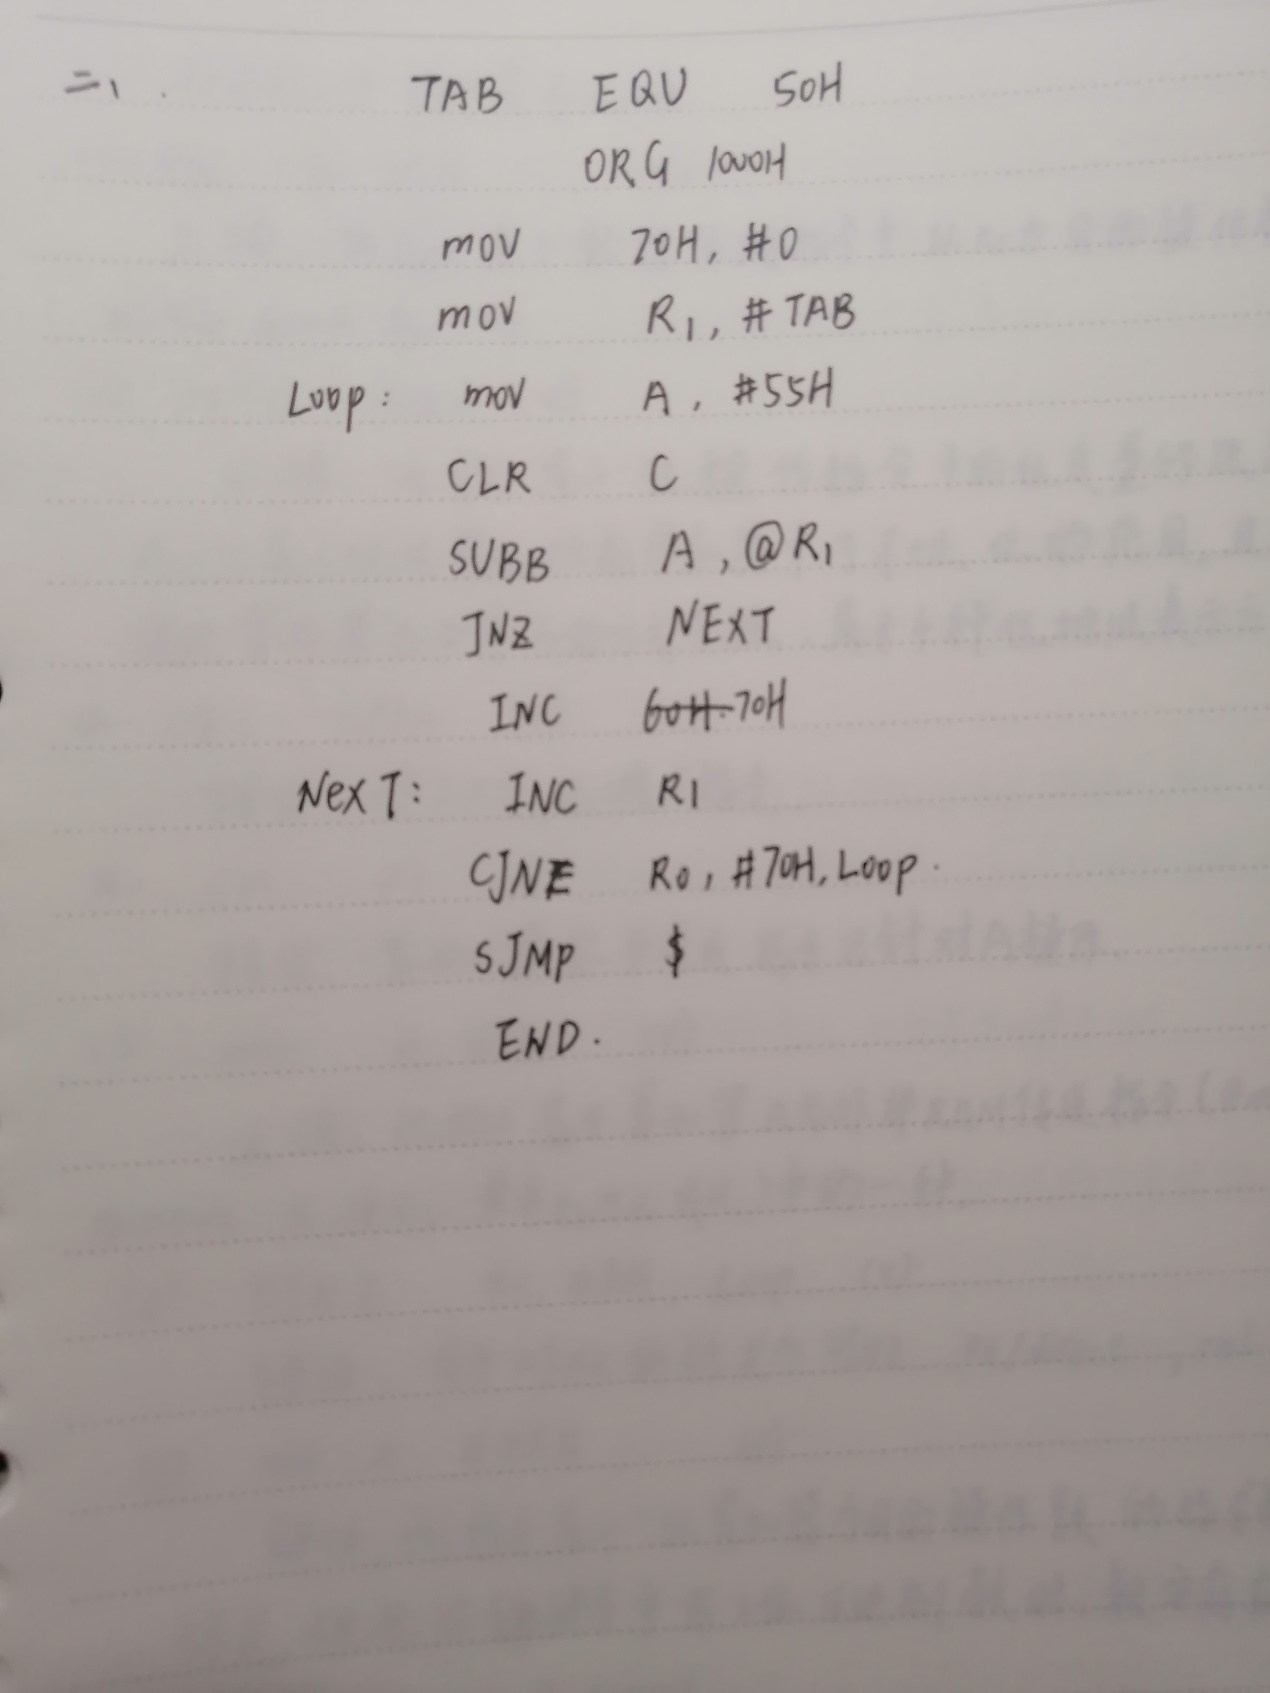 二、 TAB EQU 50H
ORG 1000H
mov 70H, #0
mov R1, #TAB
Loop: mov A, #55H
CLR C
SUBB A, @R1
JNZ NEXT
INC 60H 70H
NexT: INC R1
CJNE R0, #70H, Loop.
SJMP $
END.